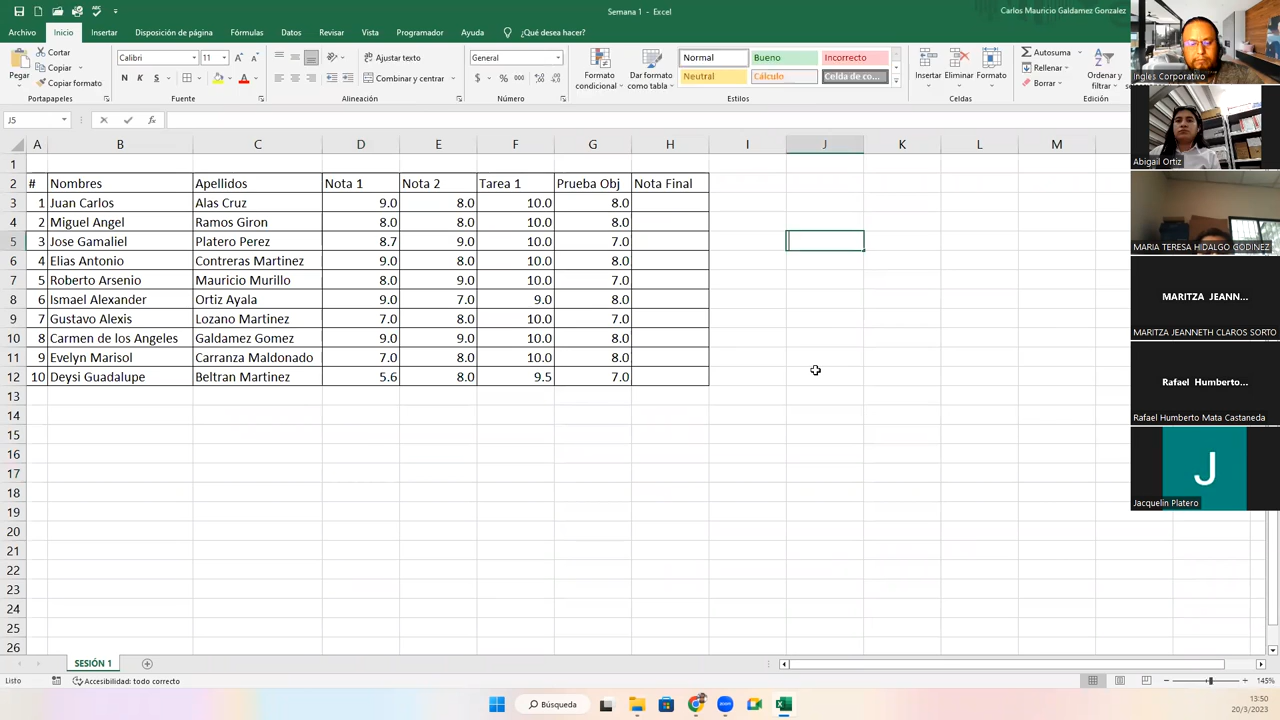 Semana 1 - Excel
Carlos Mauricio Galdamez Gonzalez
Archivo Inicio Insertar Disposición de página Fórmulas Datos Revisar Vista Programador Ayuda ¿Qué desea hacer?
Pegar
Cortar
Copiar
Copiar formato
Portapapeles
Calibri 11
N K S
Fuente
Ajustar texto
Combinar y centrar
Alineación
General
$ % 000
Número
Formato condicional
Dar formato como tabla
Normal Bueno Incorrecto
Neutral Cálculo Celda de co...
Estilos
Insertar Eliminar Formato
Celdas
Autosuma
Rellenar
Borrar
Ordenar y filtrar
Edición
J5 fx
A B C D E F G H I J K L M
1
2 # Nombres Apellidos Nota 1 Nota 2 Tarea 1 Prueba Obj Nota Final
3 1 Juan Carlos Alas Cruz 9.0 8.0 10.0 8.0
4 2 Miguel Angel Ramos Giron 8.0 8.0 10.0 8.0
5 3 Jose Gamaliel Platero Perez 8.7 9.0 10.0 7.0
6 4 Elias Antonio Contreras Martinez 9.0 8.0 10.0 8.0
7 5 Roberto Arsenio Mauricio Murillo 8.0 9.0 10.0 7.0
8 6 Ismael Alexander Ortiz Ayala 9.0 7.0 9.0 8.0
9 7 Gustavo Alexis Lozano Martinez 7.0 8.0 10.0 8.0
10 8 Carmen de los Angeles Galdamez Gomez 9.0 9.0 10.0 8.0
11 9 Evelyn Marisol Carranza Maldonado 7.0 8.0 10.0 8.0
12 10 Deysi Guadalupe Beltran Martinez 5.6 8.0 9.5 7.0
13
14
15
16
17
18
19
20
21
22
23
24
25
26
Ingles Corporativo
Abigail Ortiz
MARIA TERESA HIDALGO GODINEZ
MARITZA JEANN...
MARITZA JEANNETH CLAROS SORTO
Rafael Humberto...
Rafael Humberto Mata Castaneda
J
Jacquelin Platero
SESIÓN 1
Listo
Accesibilidad: todo correcto
145%
Búsqueda
zoom
13:50
20/3/2023